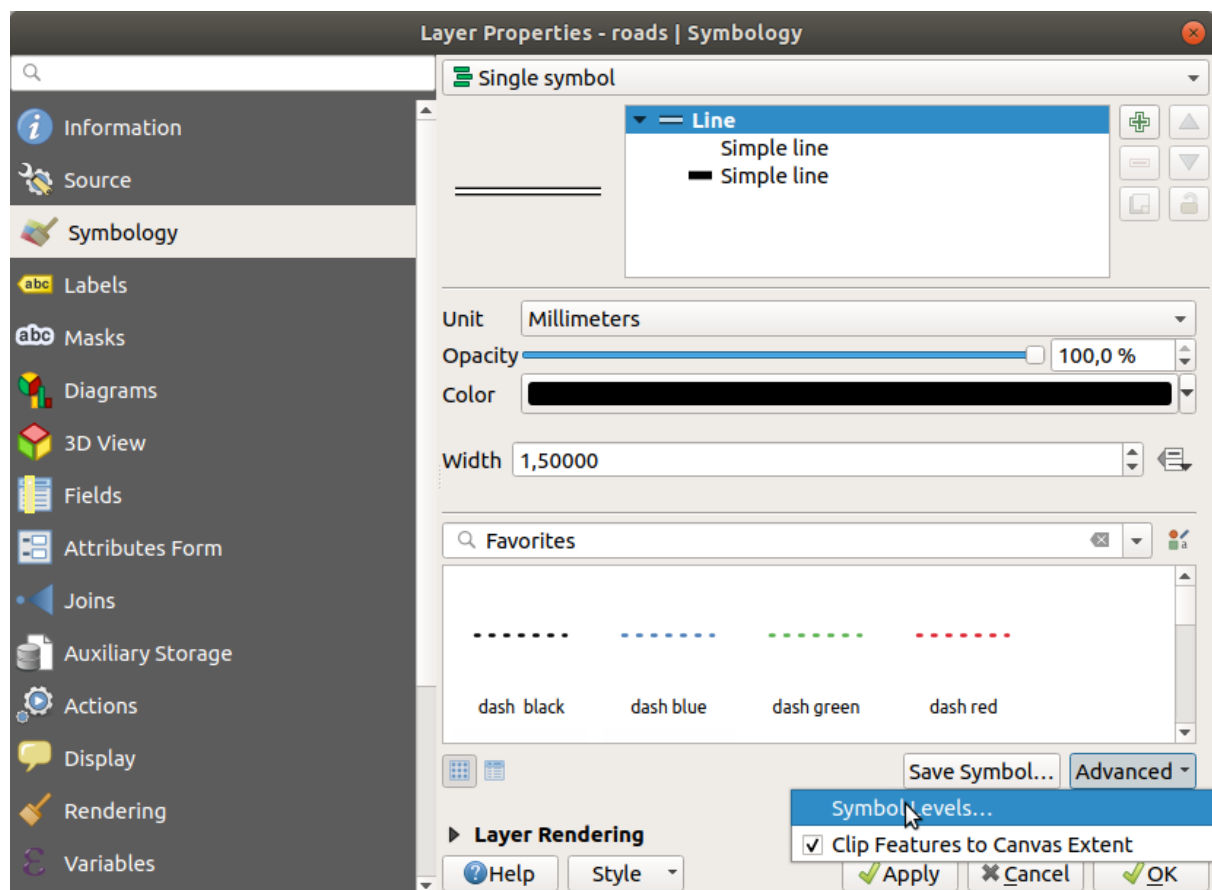 Layer Properties - roads | Symbology
Information
Source
Symbology
abc Labels
abc Masks
Diagrams
3D View
Fields
Attributes Form
Joins
Auxiliary Storage
Actions
Display
Rendering
Variables
Single symbol
Line
Simple line
Simple line
Unit Millimeters
Opacity 100,0 %
Color
Width 1,50000
Favorites
dash black dash blue dash green dash red
Save Symbol... Advanced
Symbol Levels...
Clip Features to Canvas Extent
Layer Rendering
Help Style Apply Cancel OK